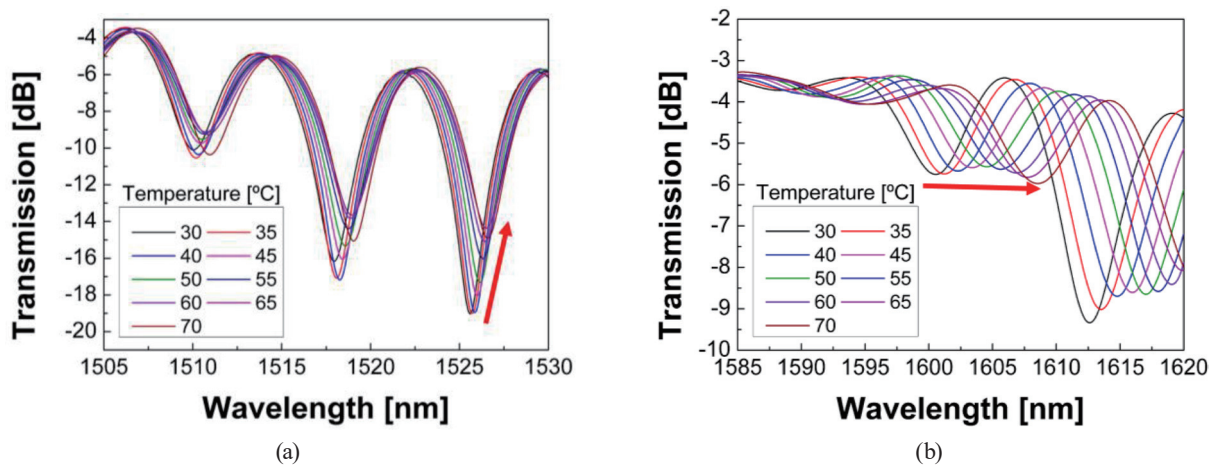 Transmission [dB]
-4
-6
-8
-10
-12
-14
-16
-18
-20
Temperature [ºC]
30 35
40 45
50 55
60 65
70
1505 1510 1515 1520 1525 1530
Wavelength [nm]
(a)
Transmission [dB]
-2
-3
-4
-5
-6
-7
-8
-9
-10
Temperature [ºC]
30 35
40 45
50 55
60 65
70
1585 1590 1595 1600 1605 1610 1615 1620
Wavelength [nm]
(b)